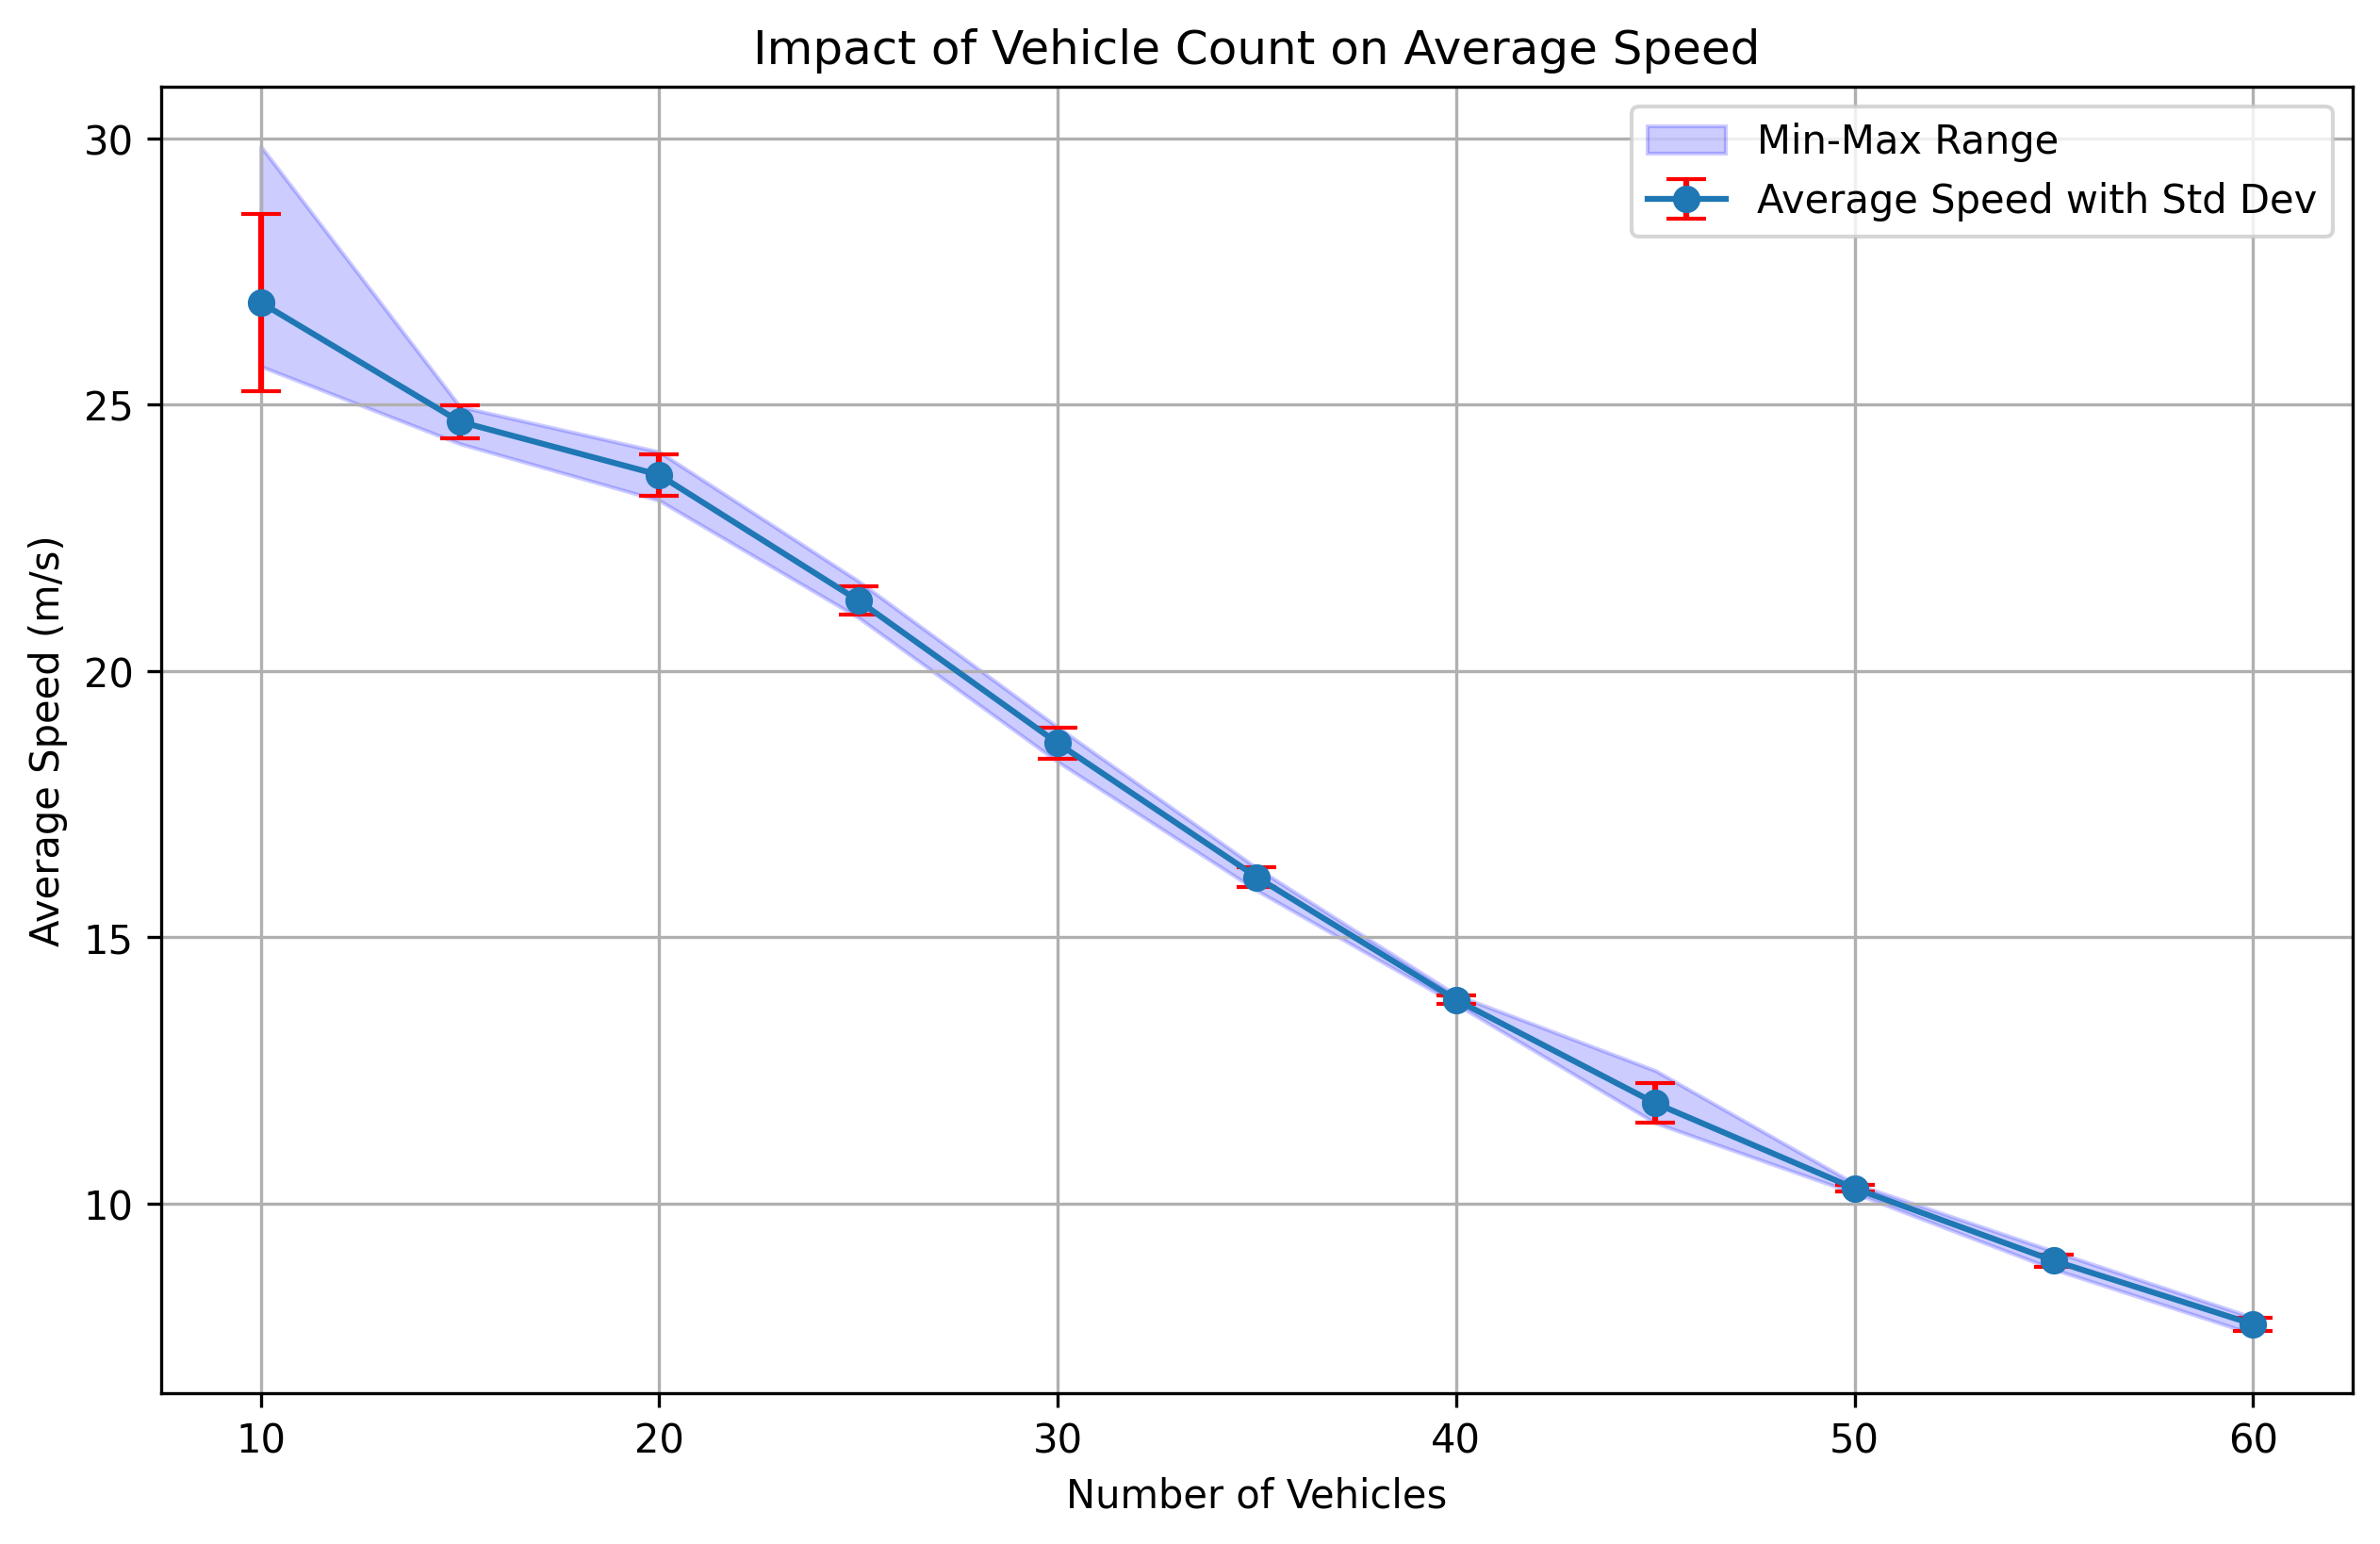 Impact of Vehicle Count on Average Speed
Min-Max Range
Average Speed with Std Dev
Average Speed (m/s)
30
25
20
15
10
10 20 30 40 50 60
Number of Vehicles